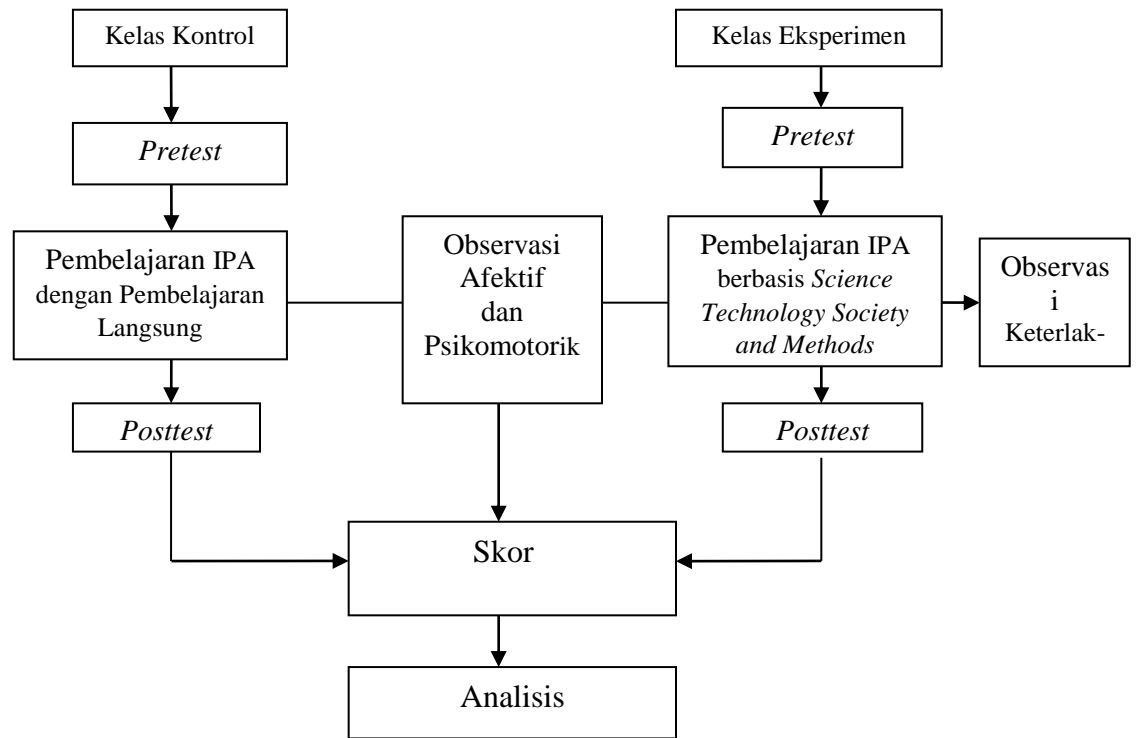 Kelas Kontrol
Kelas Eksperimen
Pretest
Pretest
Pembelajaran IPA
dengan Pembelajaran
Langsung
Observasi
Afektif
dan
Psikomotorik
Pembelajaran IPA
berbasis Science
Technology Society
and Methods
Observas
i
Keterlak-
Posttest
Posttest
Skor
Analisis